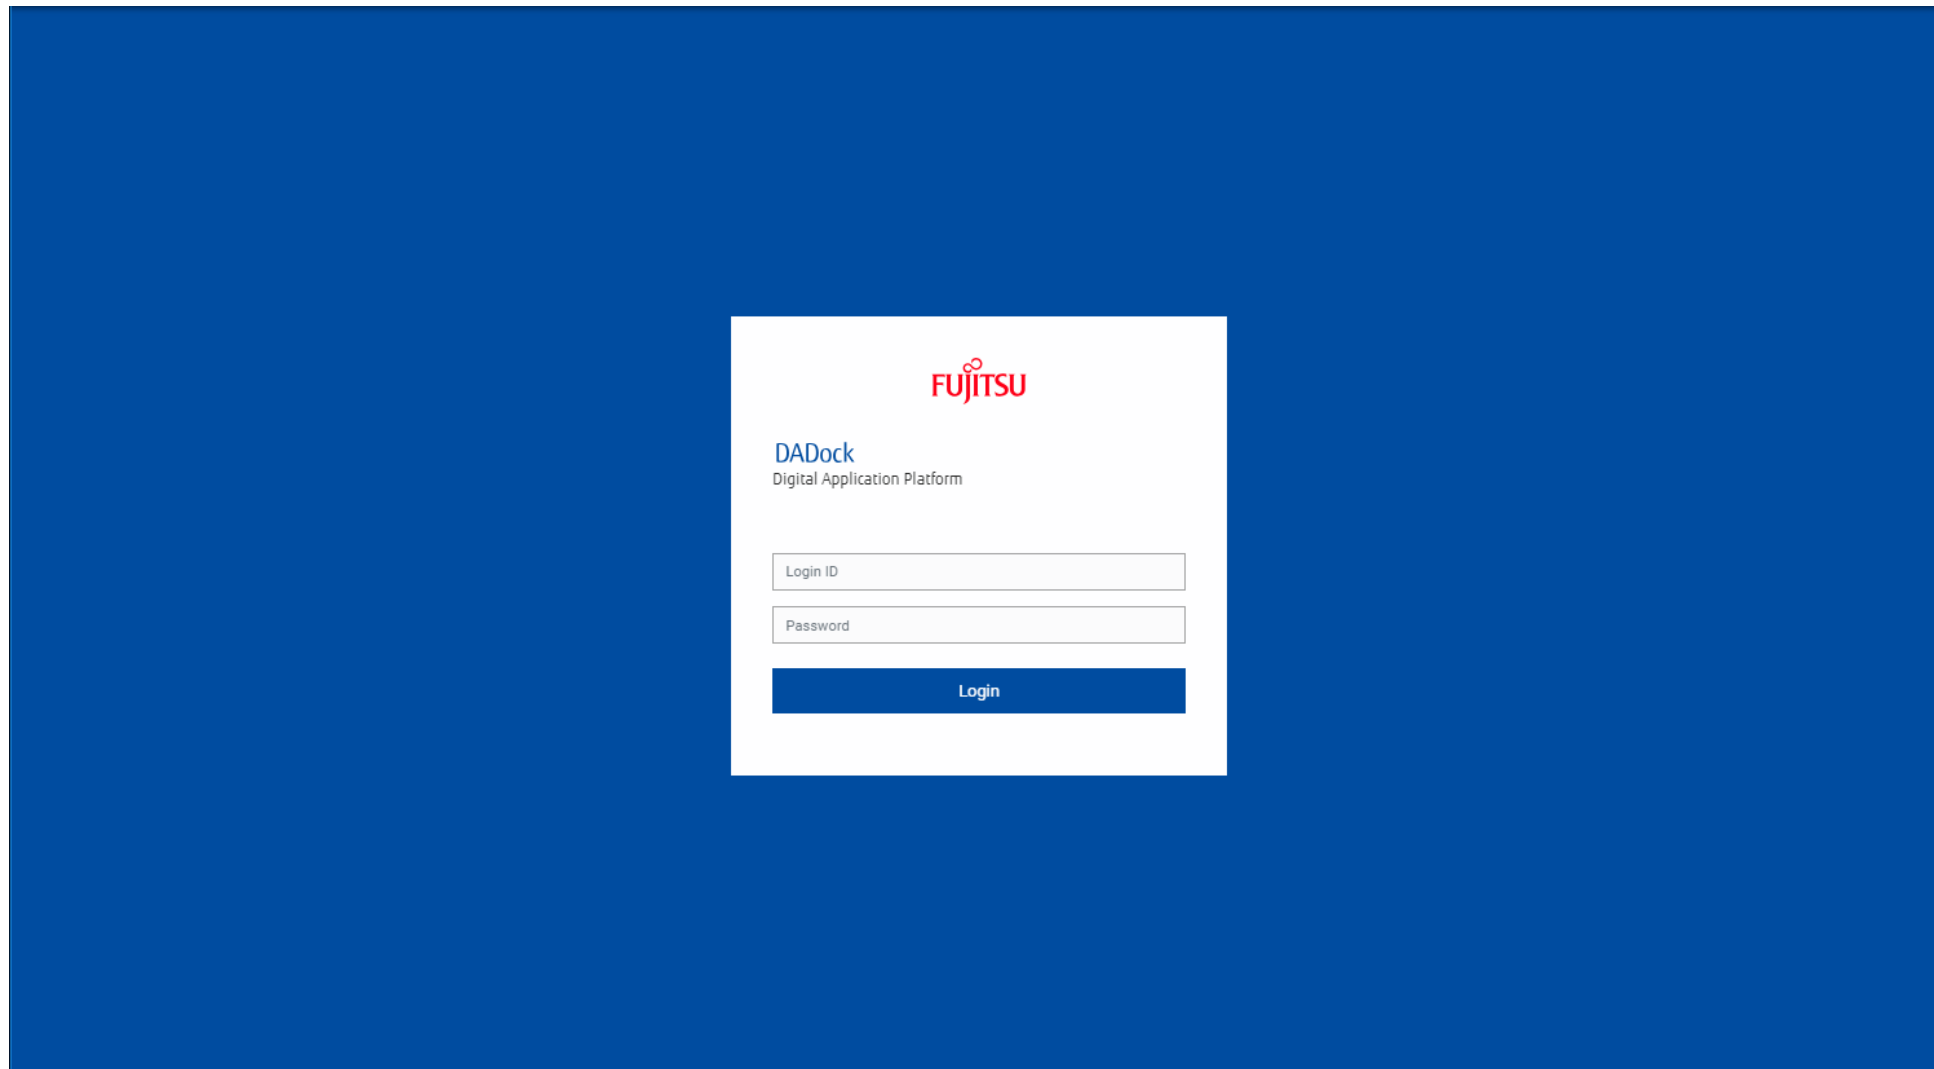 FUJITSU
DADock
Digital Application Platform
Login ID
Password
Login